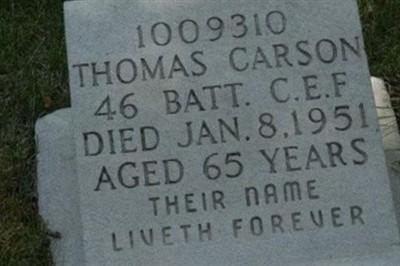 1009310
THOMAS CARSON
46 BATT. C.E.F
DIED JAN. 8, 1951
AGED 65 YEARS
THEIR NAME
LIVETH FOREVER